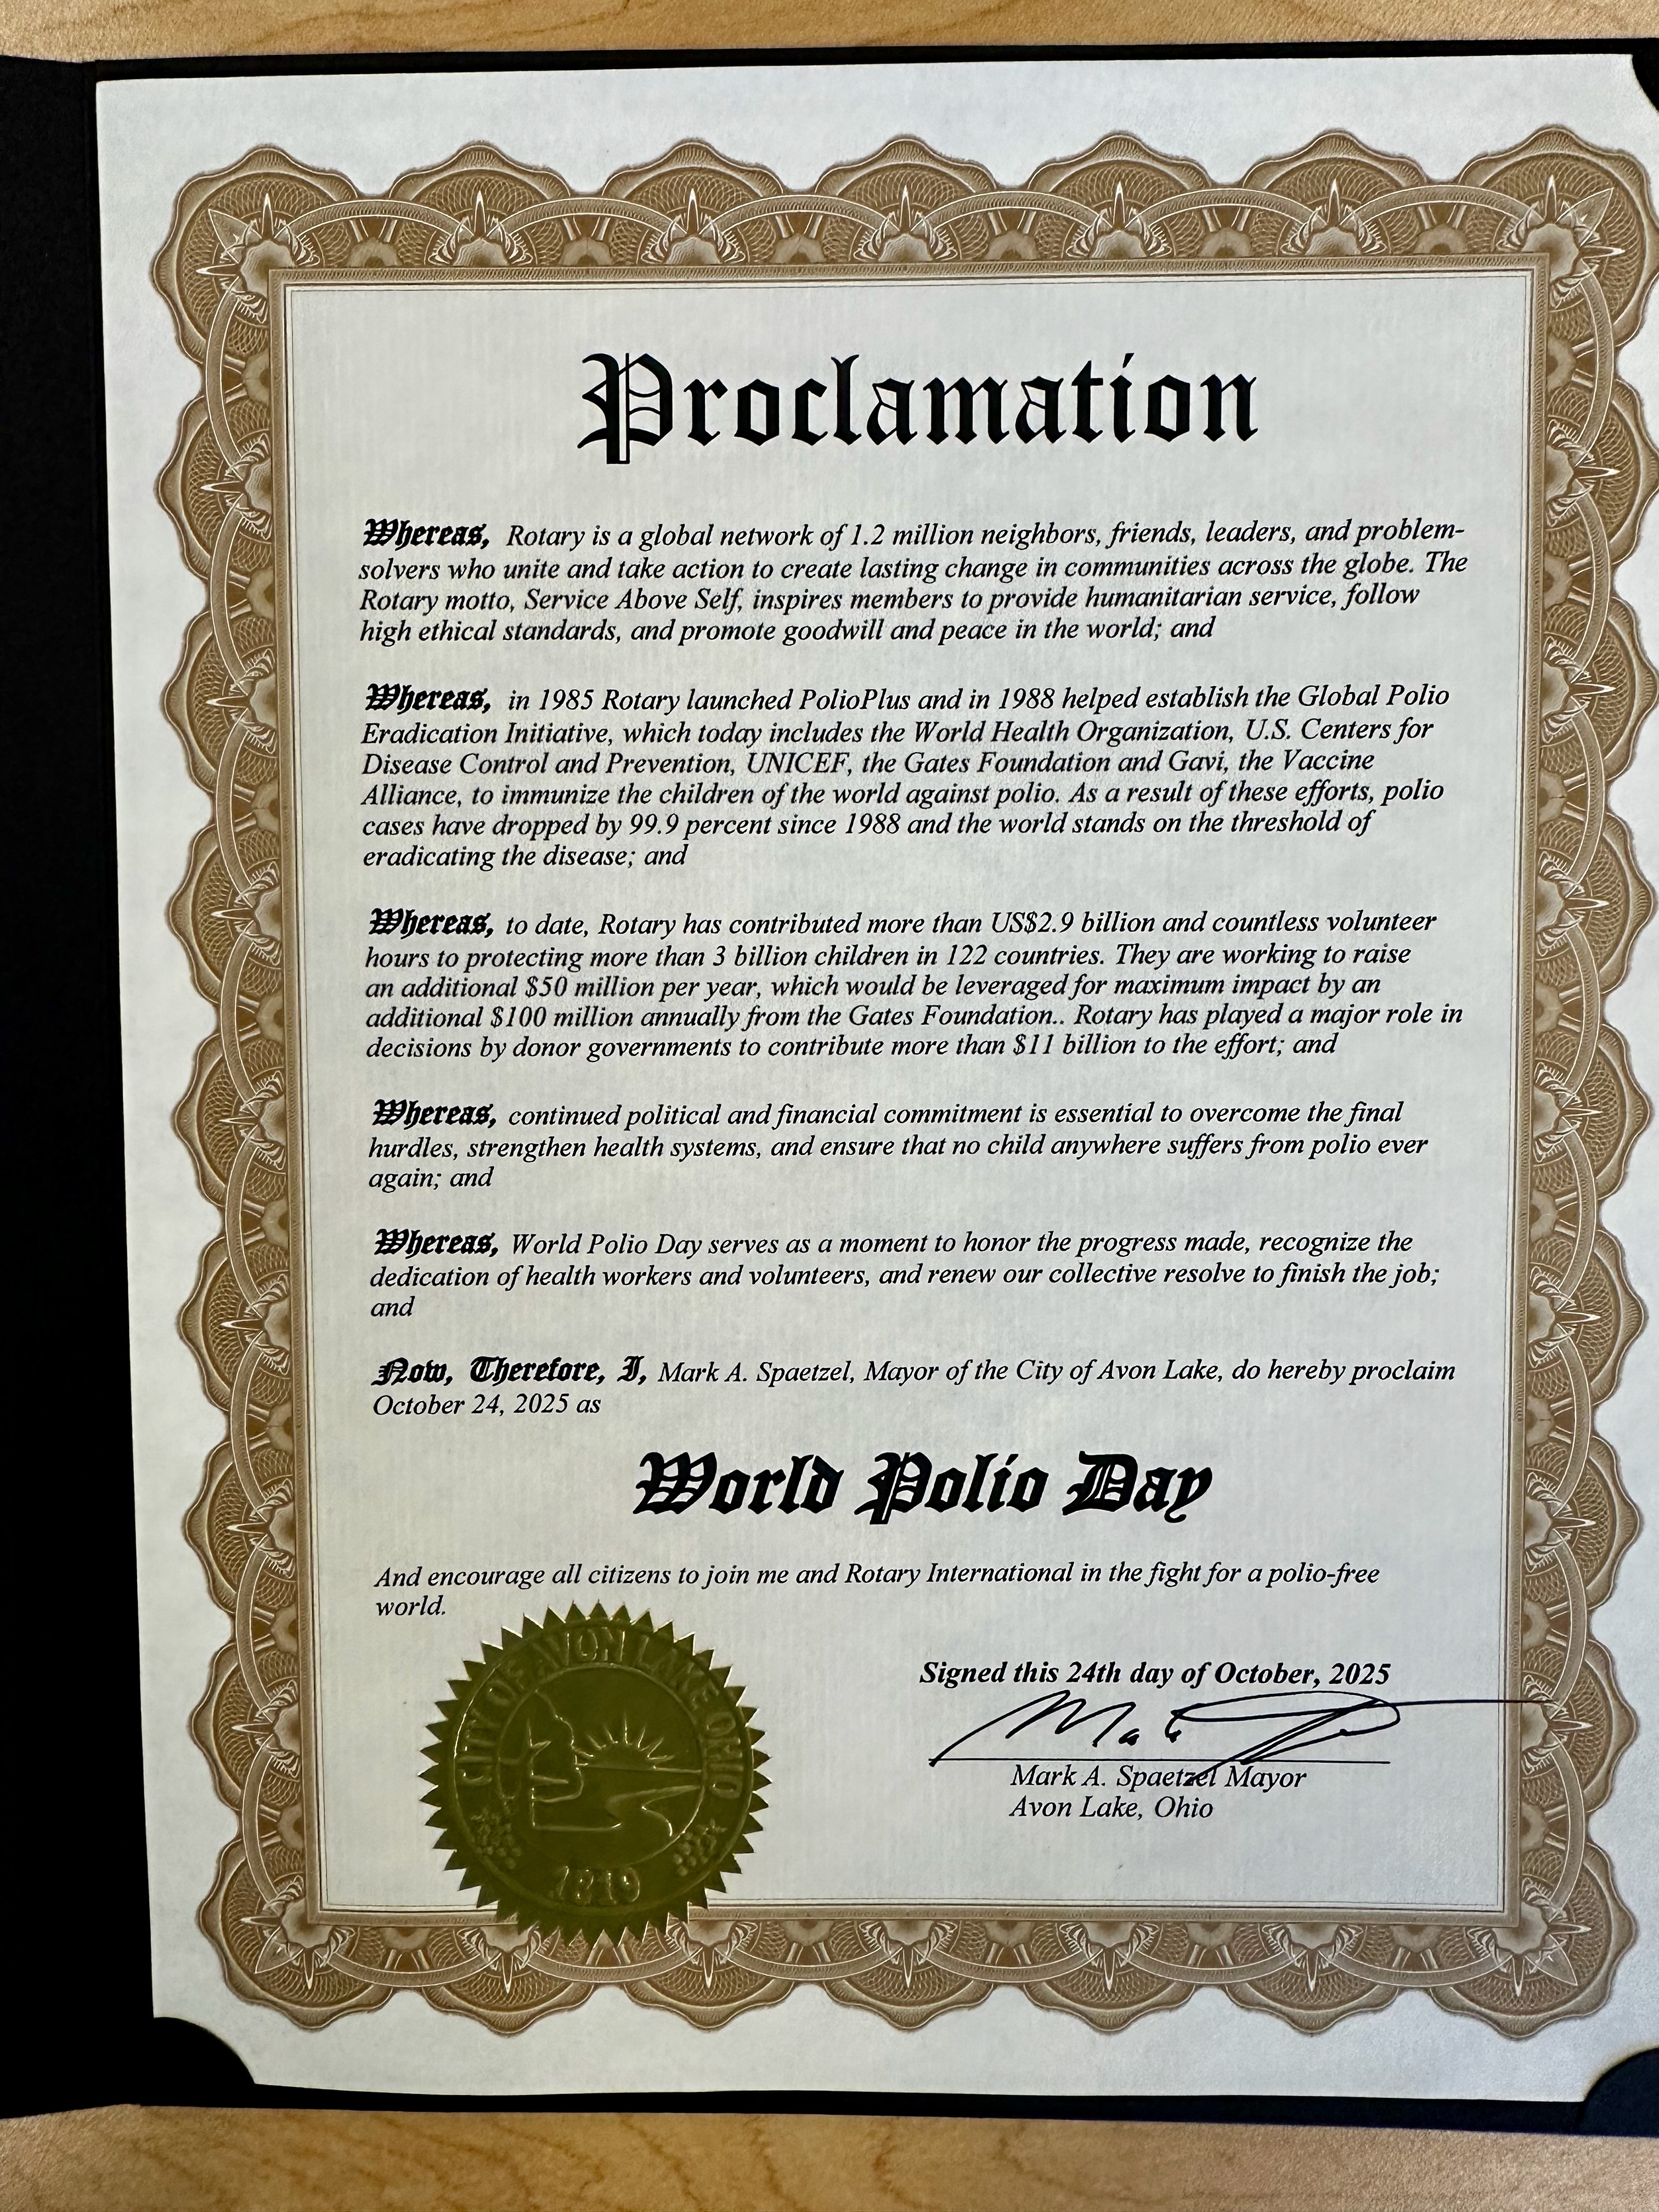 Proclamation
Whereas, Rotary is a global network of 1.2 million neighbors, friends, leaders, and problem-
solvers who unite and take action to create lasting change in communities across the globe. The
Rotary motto, Service Above Self, inspires members to provide humanitarian service, follow
high ethical standards, and promote goodwill and peace in the world; and
Whereas, in 1985 Rotary launched PolioPlus and in 1988 helped establish the Global Polio
Eradication Initiative, which today includes the World Health Organization, U.S. Centers for
Disease Control and Prevention, UNICEF, the Gates Foundation and Gavi, the Vaccine
Alliance, to immunize the children of the world against polio. As a result of these efforts, polio
cases have dropped by 99.9 percent since 1988 and the world stands on the threshold of
eradicating the disease; and
Whereas, to date, Rotary has contributed more than US$2.9 billion and countless volunteer
hours to protecting more than 3 billion children in 122 countries. They are working to raise
an additional $50 million per year, which would be leveraged for maximum impact by an
additional $100 million annually from the Gates Foundation.. Rotary has played a major role in
decisions by donor governments to contribute more than $11 billion to the effort; and
Whereas, continued political and financial commitment is essential to overcome the final
hurdles, strengthen health systems, and ensure that no child anywhere suffers from polio ever
again; and
Whereas, World Polio Day serves as a moment to honor the progress made, recognize the
dedication of health workers and volunteers, and renew our collective resolve to finish the job;
and
Now, Therefore, I, Mark A. Spaetzel, Mayor of the City of Avon Lake, do hereby proclaim
October 24, 2025 as
World Polio Day
And encourage all citizens to join me and Rotary International in the fight for a polio-free
world.
Signed this 24th day of October, 2025
Mark A. Spaetzel Mayor
Avon Lake, Ohio
CITY OF AVON LAKE OHIO
1819